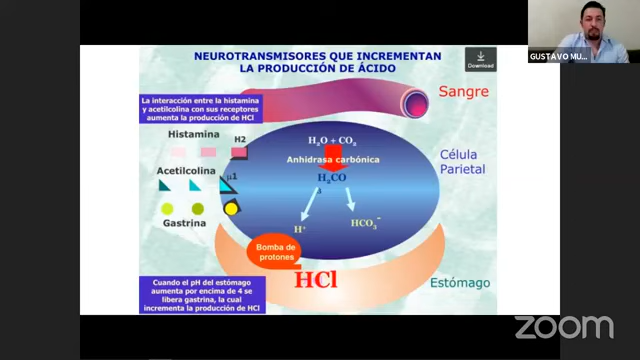 NEUROTRANSMISORES QUE INCREMENTAN
LA PRODUCCIÓN DE ÁCIDO
Download
GUSTAVO MU...
Sangre
La interacción entre la histamina
y acetilcolina con sus receptores
aumenta la producción de HCl
Histamina
H2
H₂O + CO₂
Anhidrasa carbónica
Célula
Parietal
Acetilcolina
µ1
H₂CO
3
H⁺
HCO₃⁻
Gastrina
Bomba de
protones
HCl
Estómago
Cuando el pH del estómago
aumenta por encima de 4 se
libera gastrina, la cual
incrementa la producción de HCl
zoom